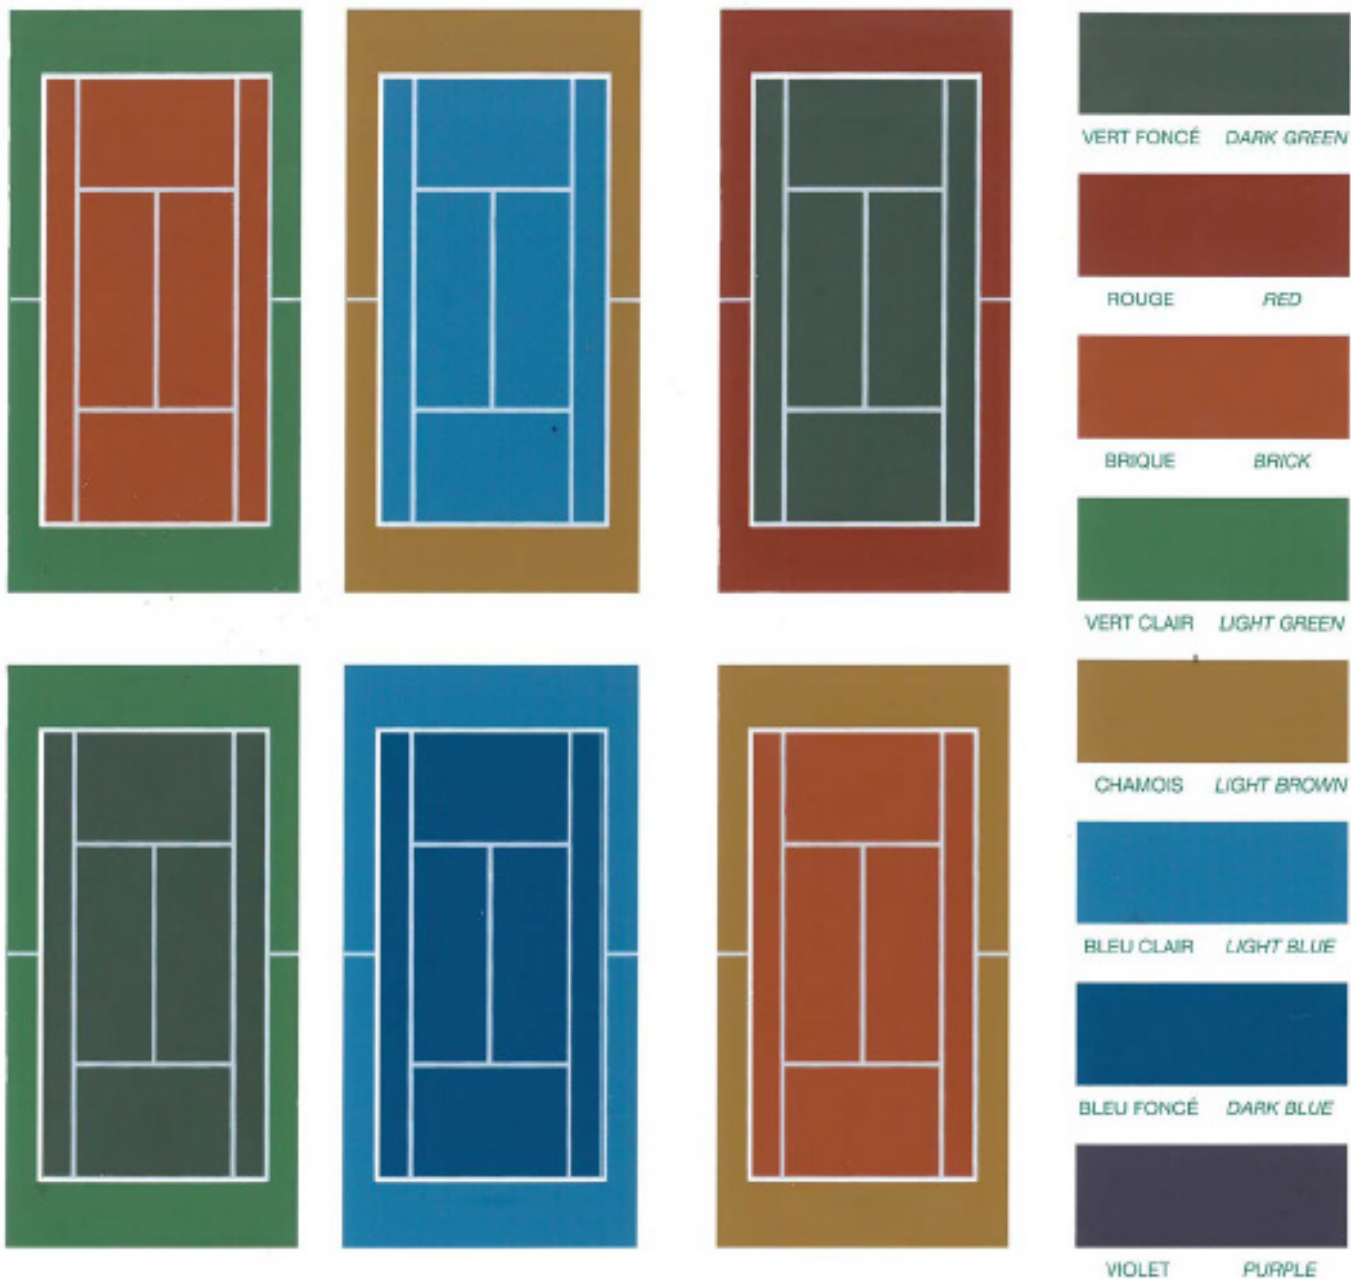 VERT FONCÉ DARK GREEN
ROUGE RED
BRIQUE BRICK
VERT CLAIR LIGHT GREEN
CHAMOIS LIGHT BROWN
BLEU CLAIR LIGHT BLUE
BLEU FONCÉ DARK BLUE
VIOLET PURPLE